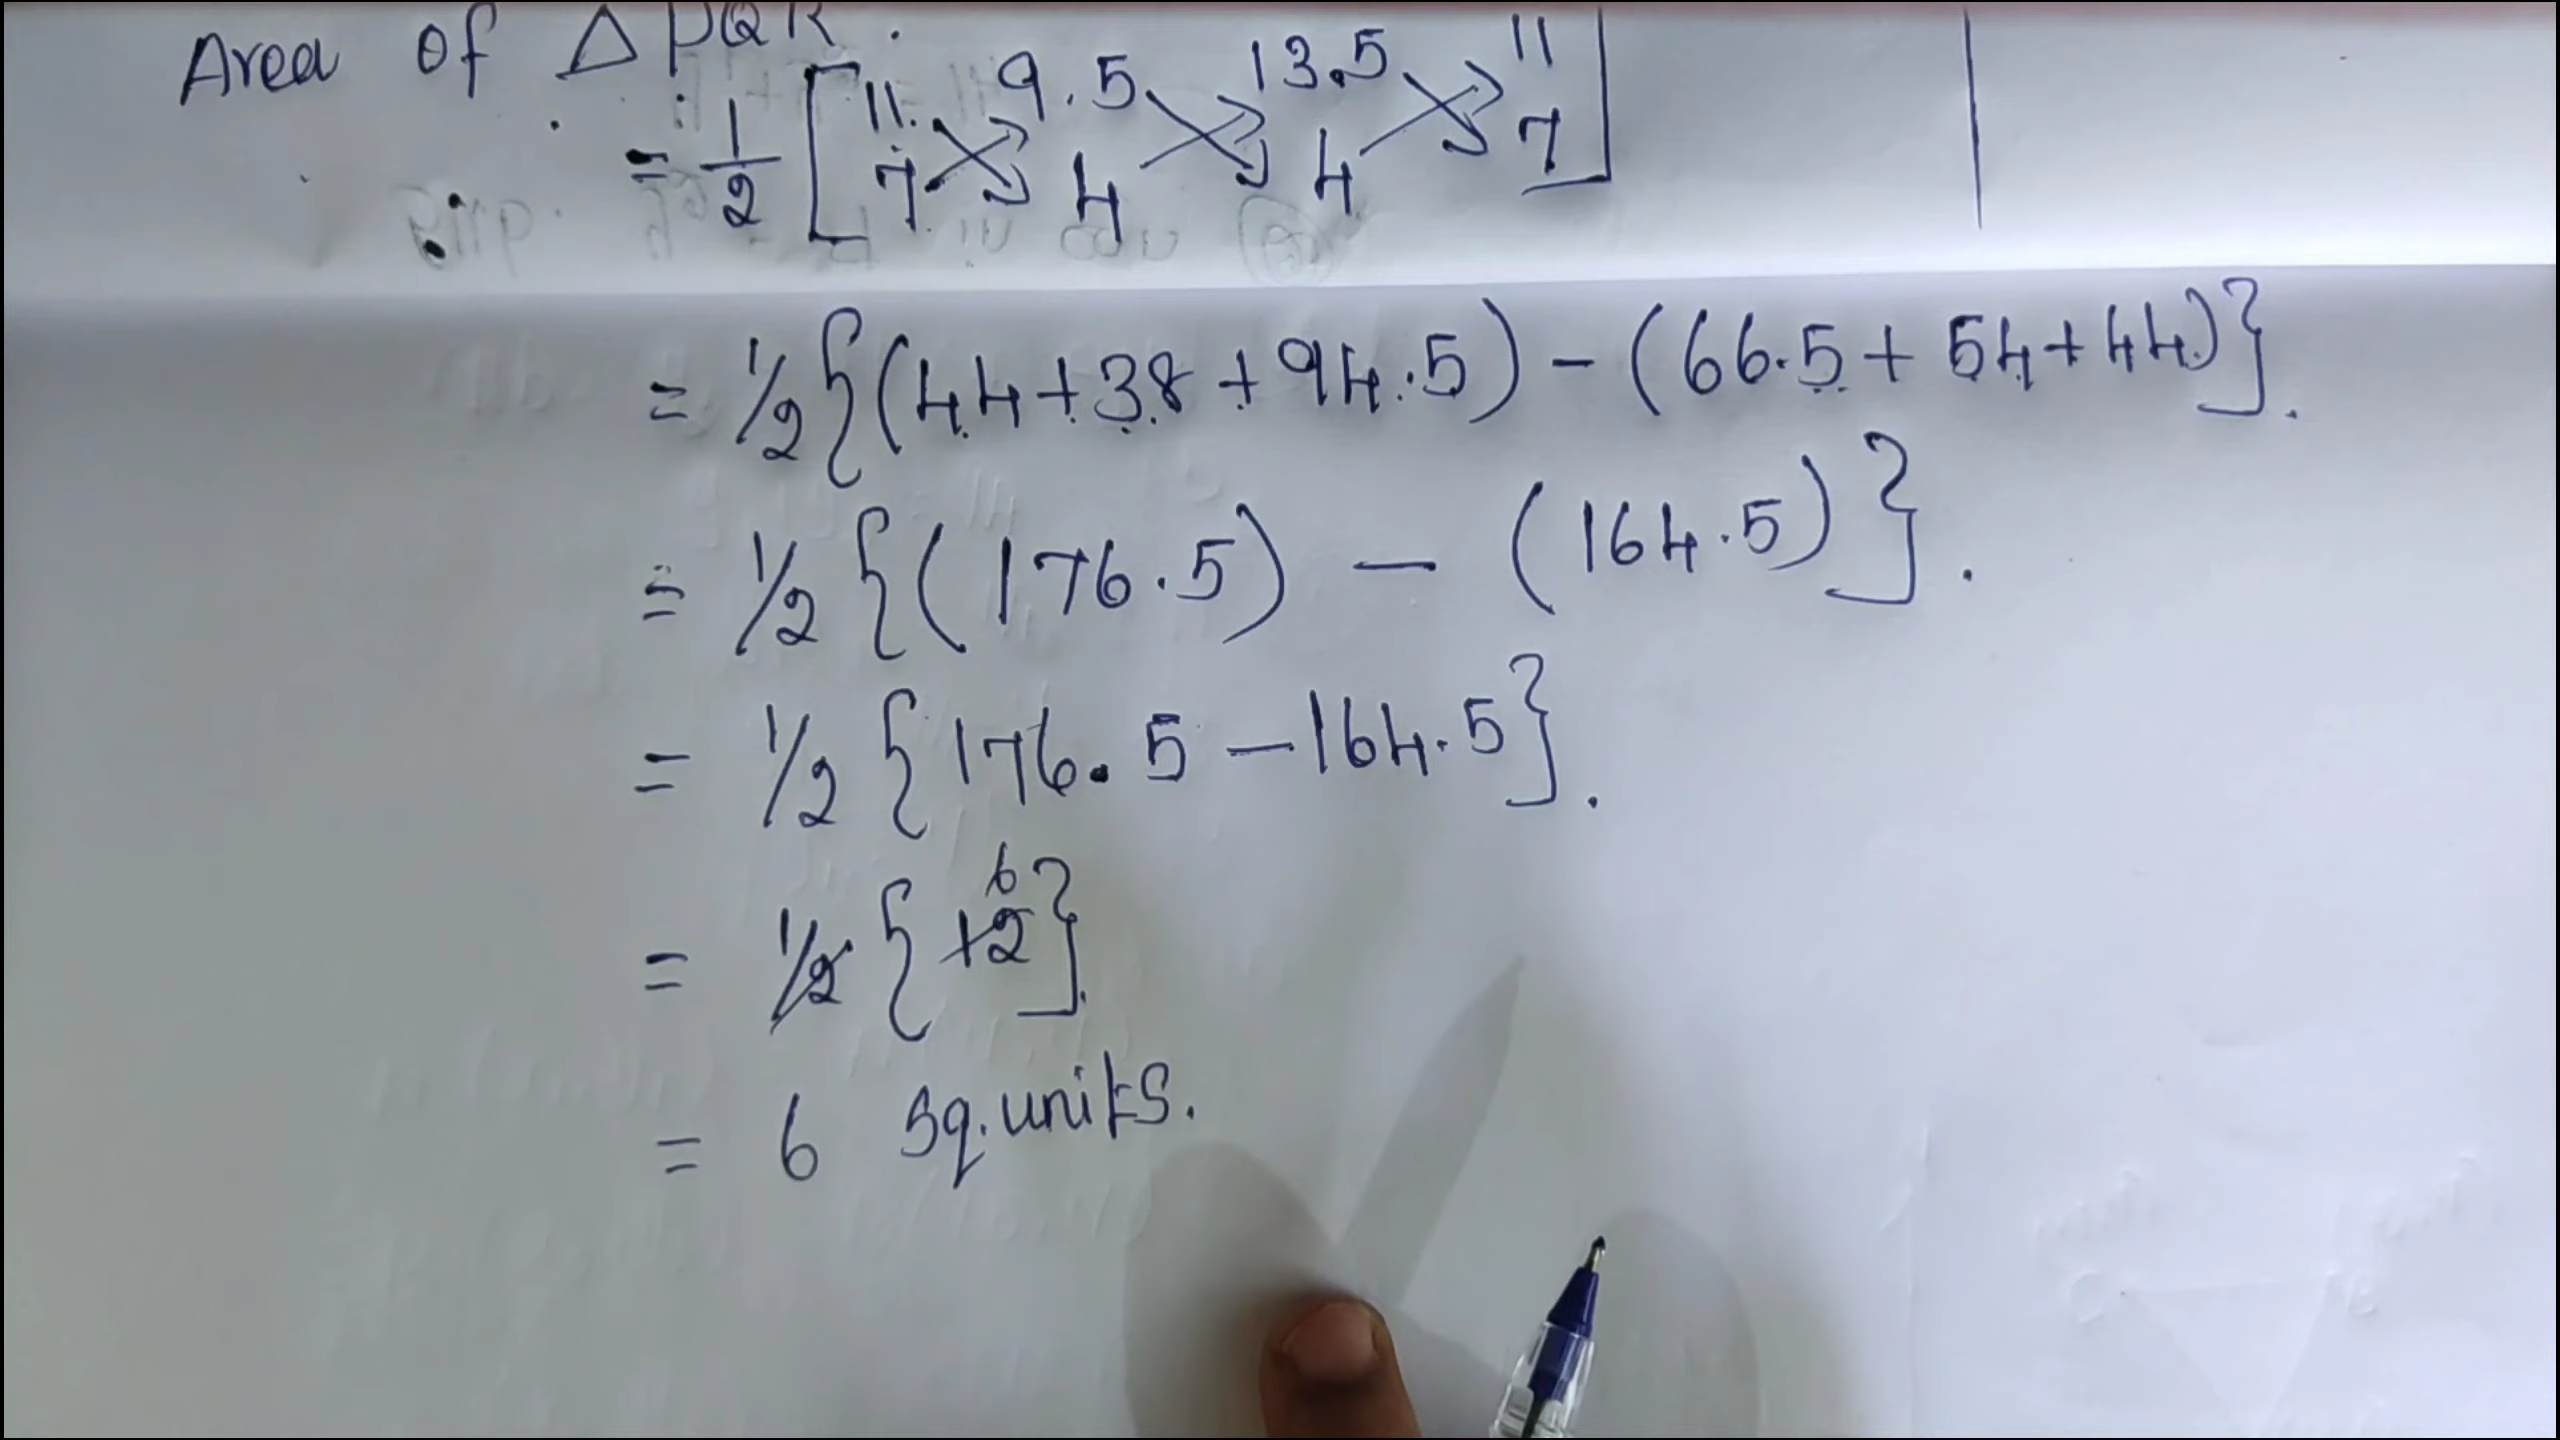 Area of △ PQR.
= 1/2 [ 11 9.5 13.5 11
7 4 4 7 ]
= 1/2 {(44+38+94.5) - (66.5+54+44)}.
= 1/2 {(176.5) - (164.5)}.
= 1/2 {176.5 - 164.5}.
6
= 1/2 {12}.
= 6 sq.units.